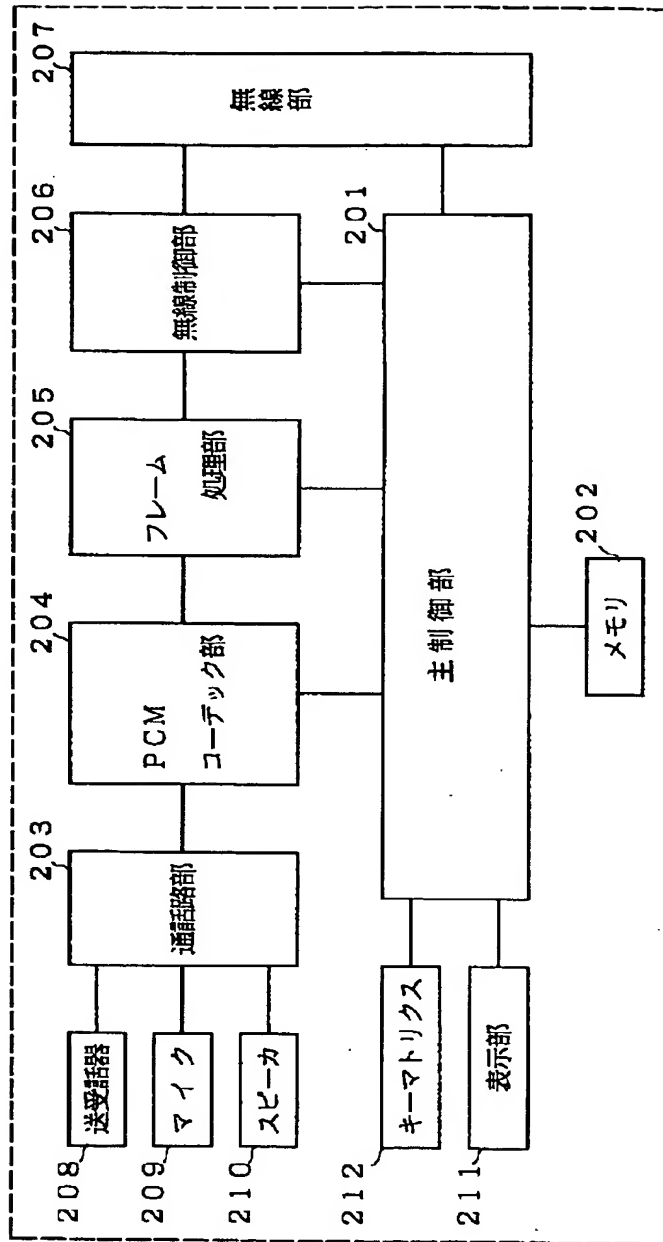 207
無線部
206
無線制御部
205
フレーム
処理部
204
PCM
コーデック部
203
通話路部
208
送受話器
209
マイク
210
スピーカ
201
主制御部
202
メモリ
212
キーマトリクス
211
表示部